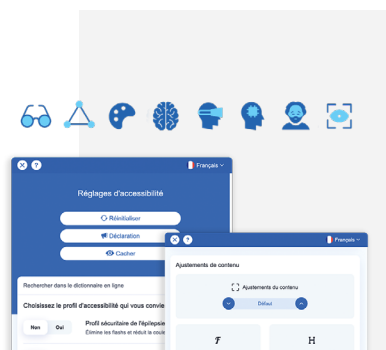 Français
Réglages d'accessibilité
Réinitialiser
Déclaration
Cacher
Rechercher dans le dictionnaire en ligne
Choisissez le profil d'accessibilité qui vous convie
Non Oui
Profil sécuritaire de l'épilepsie
Élimine les flashs et réduit la coule
Français
Ajustements de contenu
Ajustements du contenu
Défaut
F
H